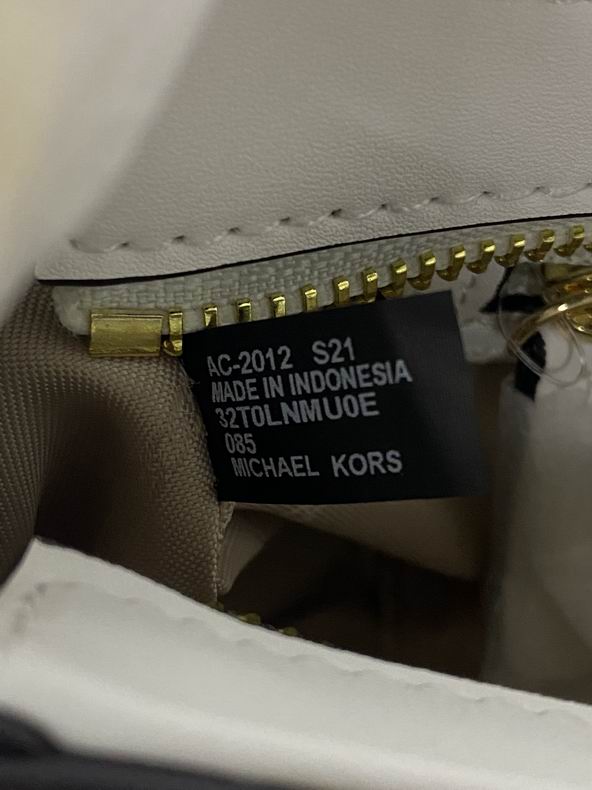 AC-2012 S21
MADE IN INDONESIA
32T0LNMU0E
085
MICHAEL KORS